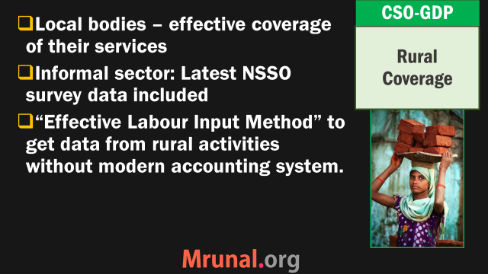 Local bodies – effective coverage
of their services
Informal sector: Latest NSSO
survey data included
“Effective Labour Input Method” to
get data from rural activities
without modern accounting system.
CSO-GDP
Rural
Coverage
Mrunal.org